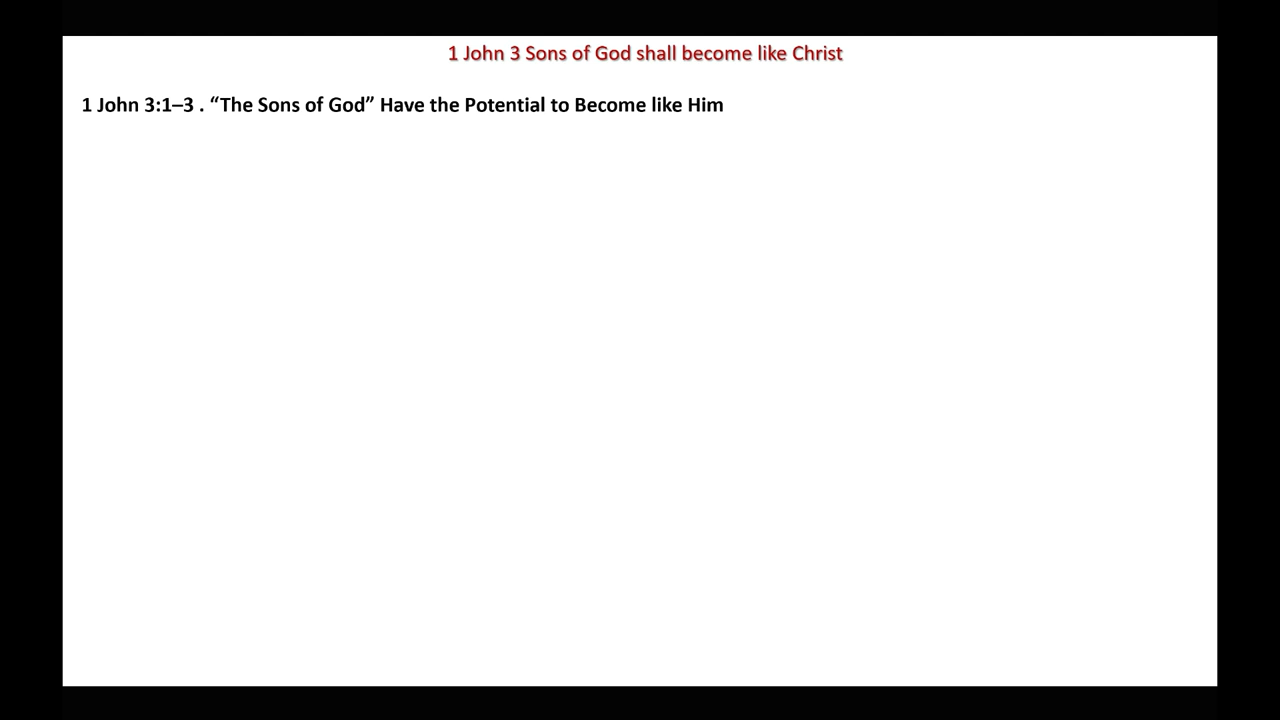 1 John 3 Sons of God shall become like Christ
1 John 3:1–3 . “The Sons of God” Have the Potential to Become like Him